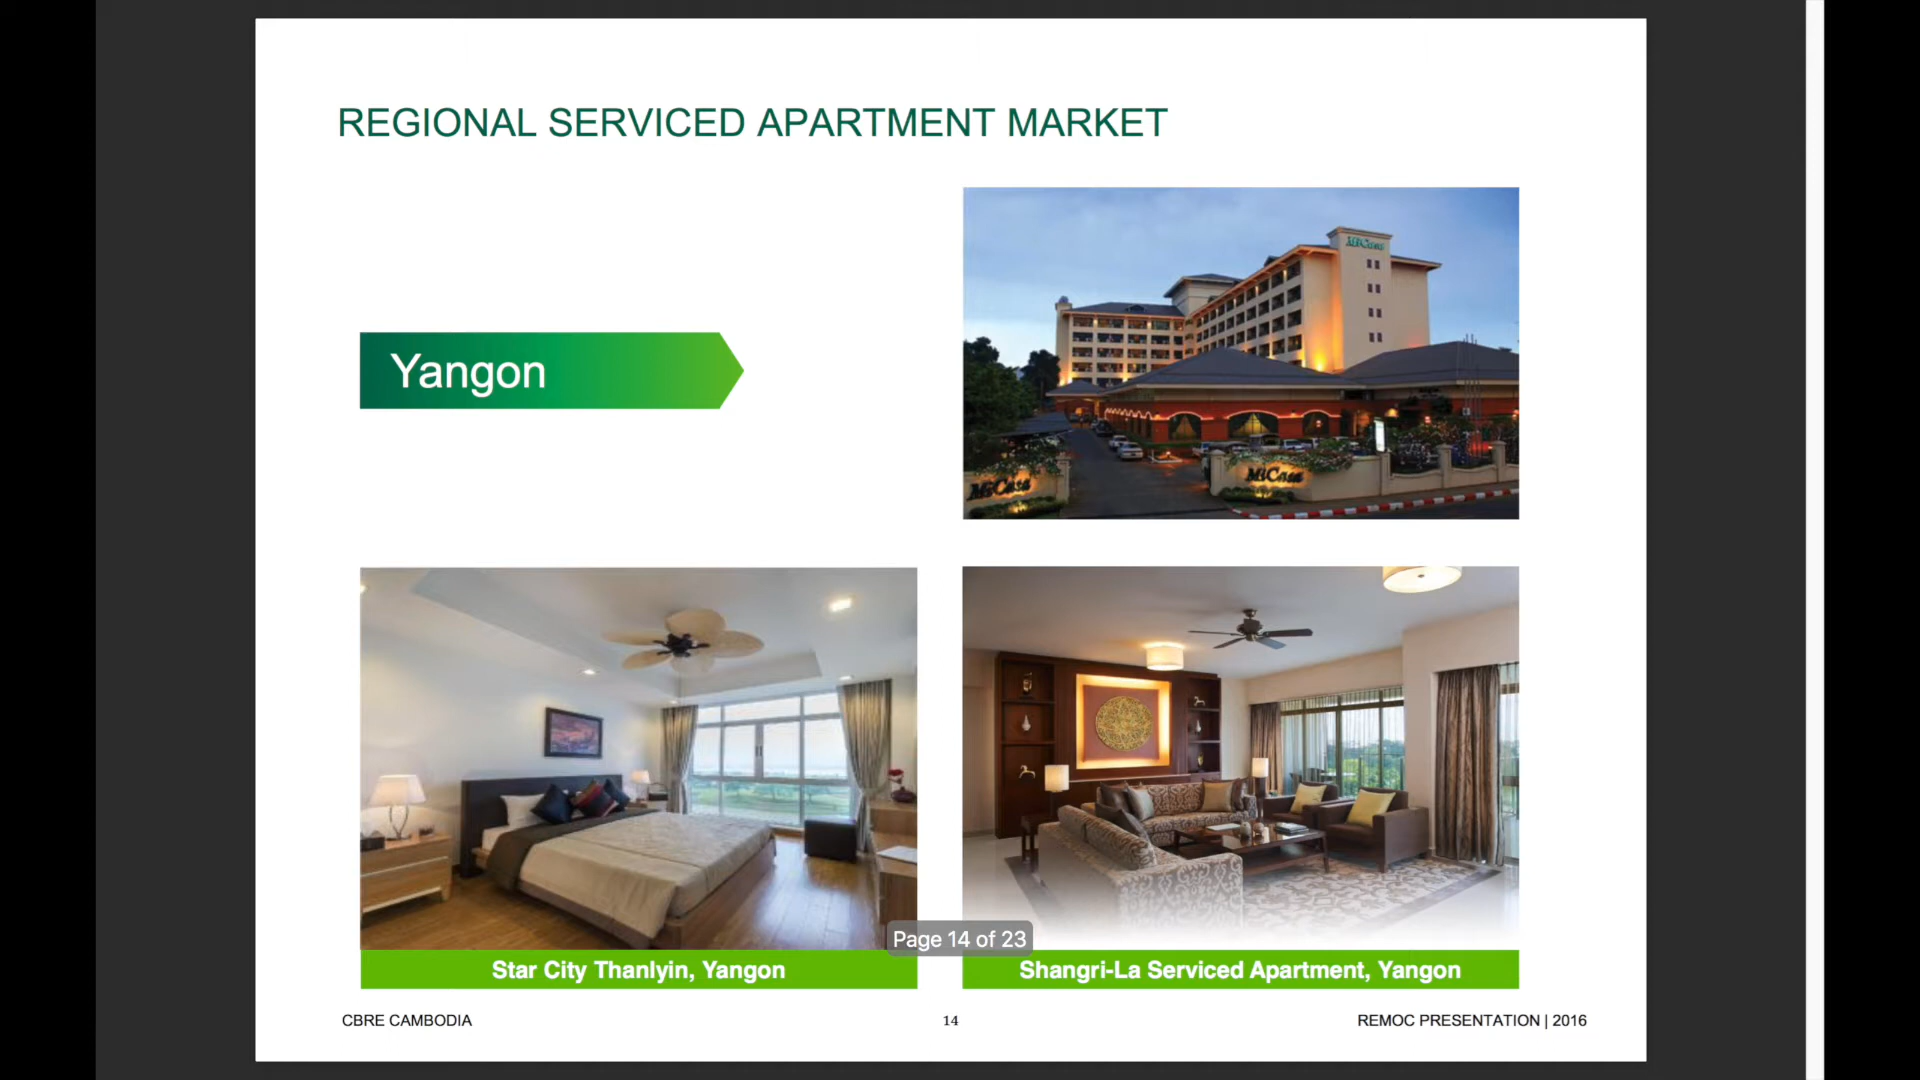 REGIONAL SERVICED APARTMENT MARKET
Yangon
MiCasa
MiCasa
MiCasa
Page 14 of 23
Star City Thanlyin, Yangon
Shangri-La Serviced Apartment, Yangon
CBRE CAMBODIA
14
REMOC PRESENTATION | 2016